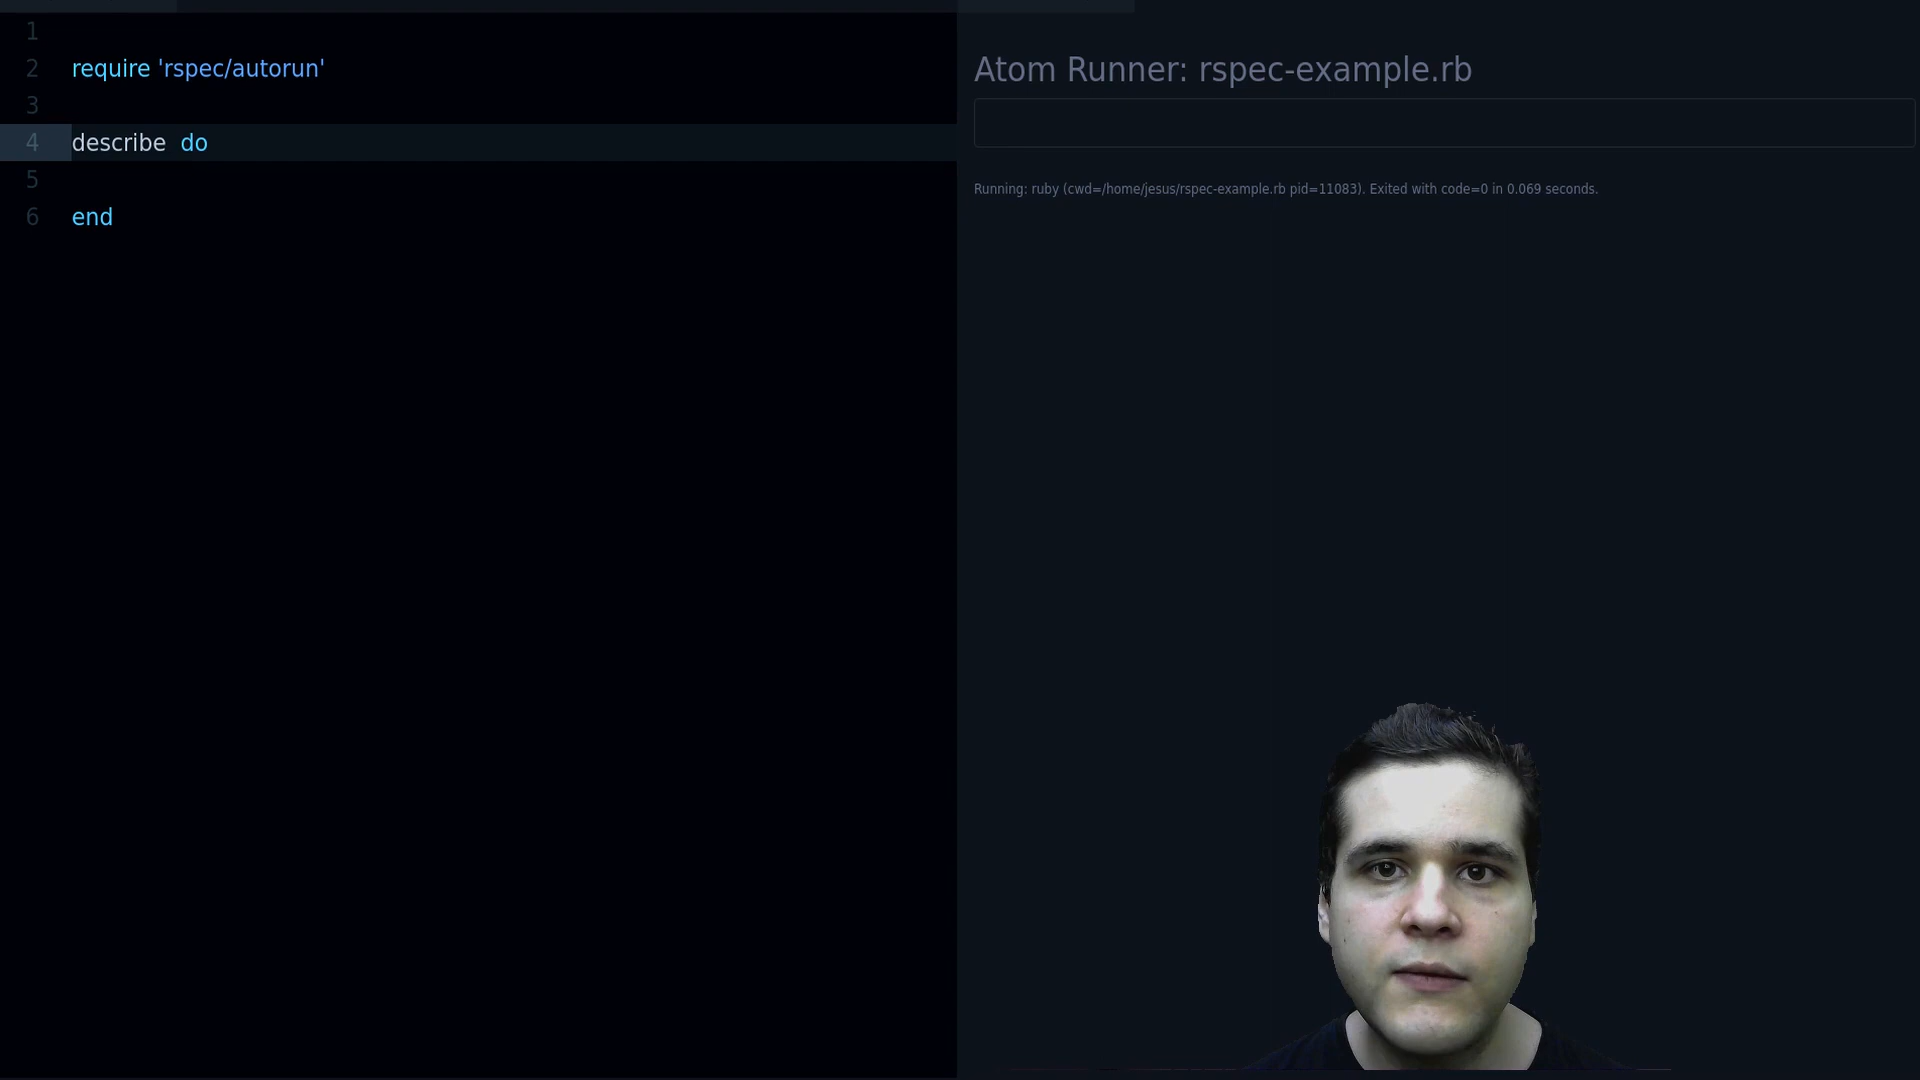 1
2 require 'rspec/autorun'
3
4 describe  do
5
6 end
Atom Runner: rspec-example.rb
Running: ruby (cwd=/home/jesus/rspec-example.rb pid=11083). Exited with code=0 in 0.069 seconds.